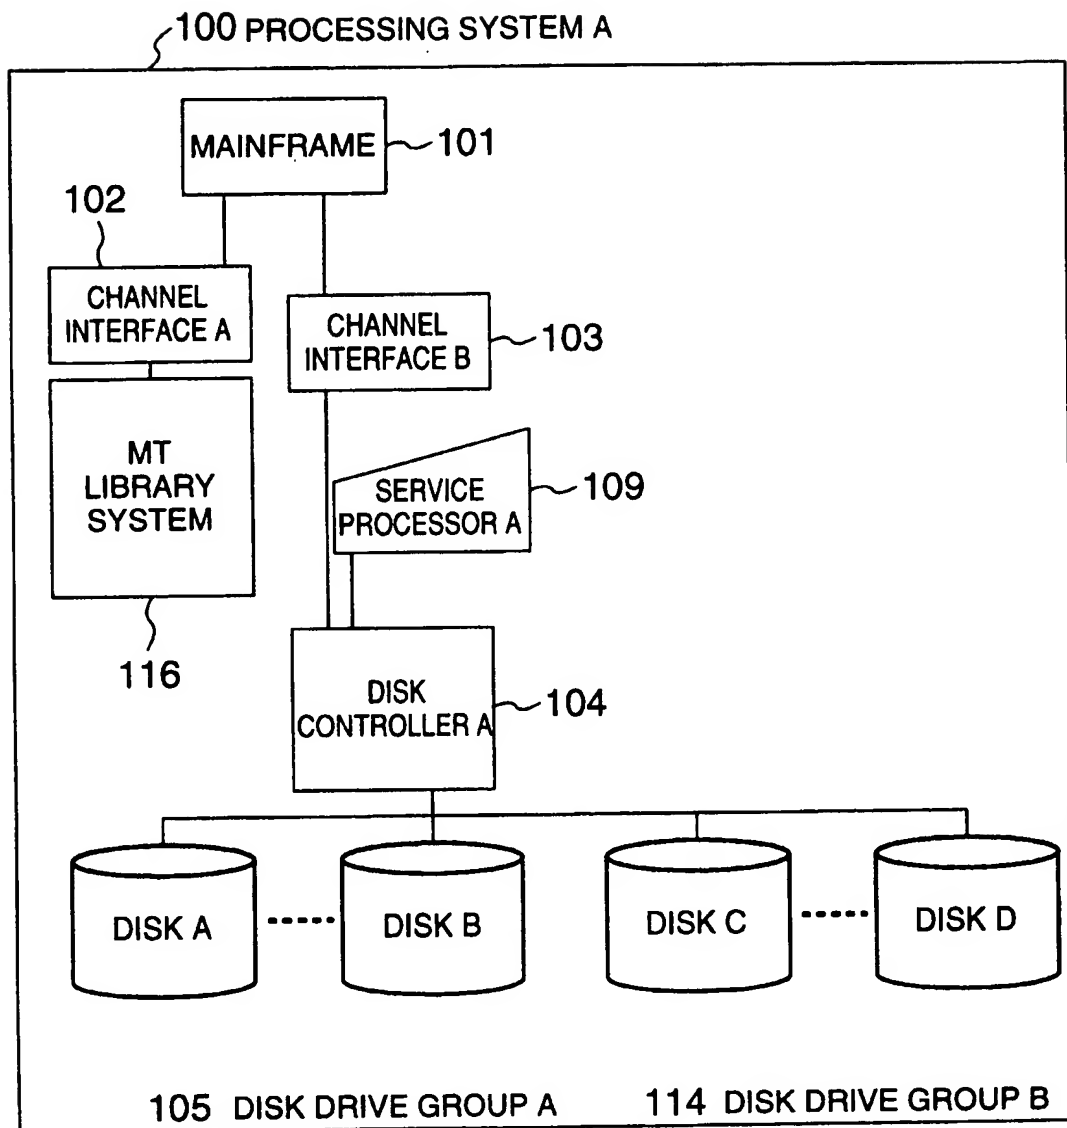 100 PROCESSING SYSTEM A
MAINFRAME
101
102
CHANNEL
INTERFACE A
CHANNEL
INTERFACE B
103
MT
LIBRARY
SYSTEM
SERVICE
PROCESSOR A
109
116
DISK
CONTROLLER A
104
DISK A
DISK B
DISK C
DISK D
105 DISK DRIVE GROUP A
114 DISK DRIVE GROUP B